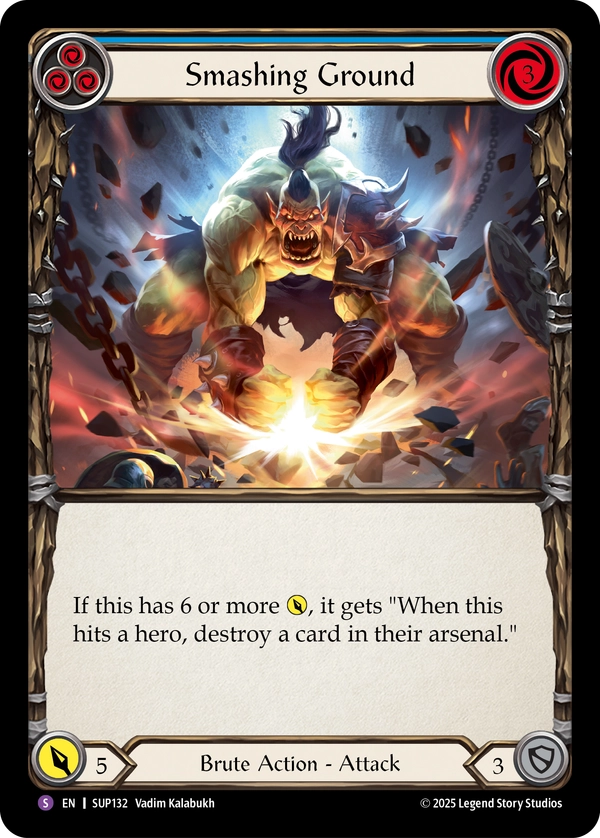 Smashing Ground
3
If this has 6 or more , it gets "When this
hits a hero, destroy a card in their arsenal."
5
Brute Action - Attack
3
S EN SUP132 Vadim Kalabukh
© 2025 Legend Story Studios